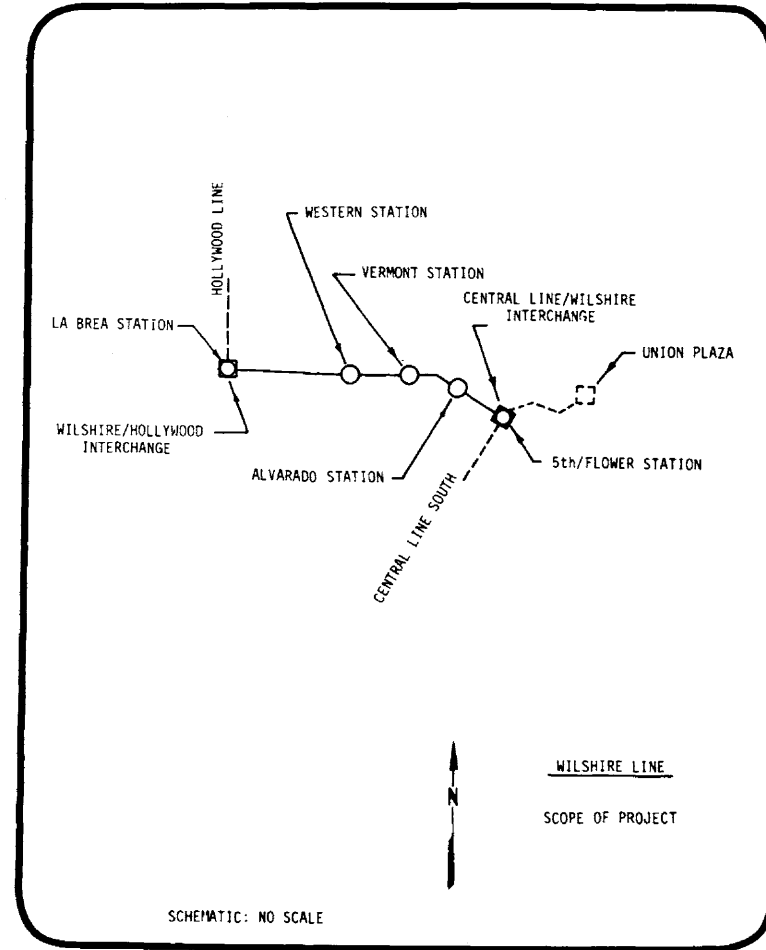 HOLLYWOOD LINE
WESTERN STATION
VERMONT STATION
CENTRAL LINE/WILSHIRE
INTERCHANGE
LA BREA STATION
UNION PLAZA
WILSHIRE/HOLLYWOOD
INTERCHANGE
ALVARADO STATION
5th/FLOWER STATION
CENTRAL LINE SOUTH
N
WILSHIRE LINE
SCOPE OF PROJECT
SCHEMATIC: NO SCALE